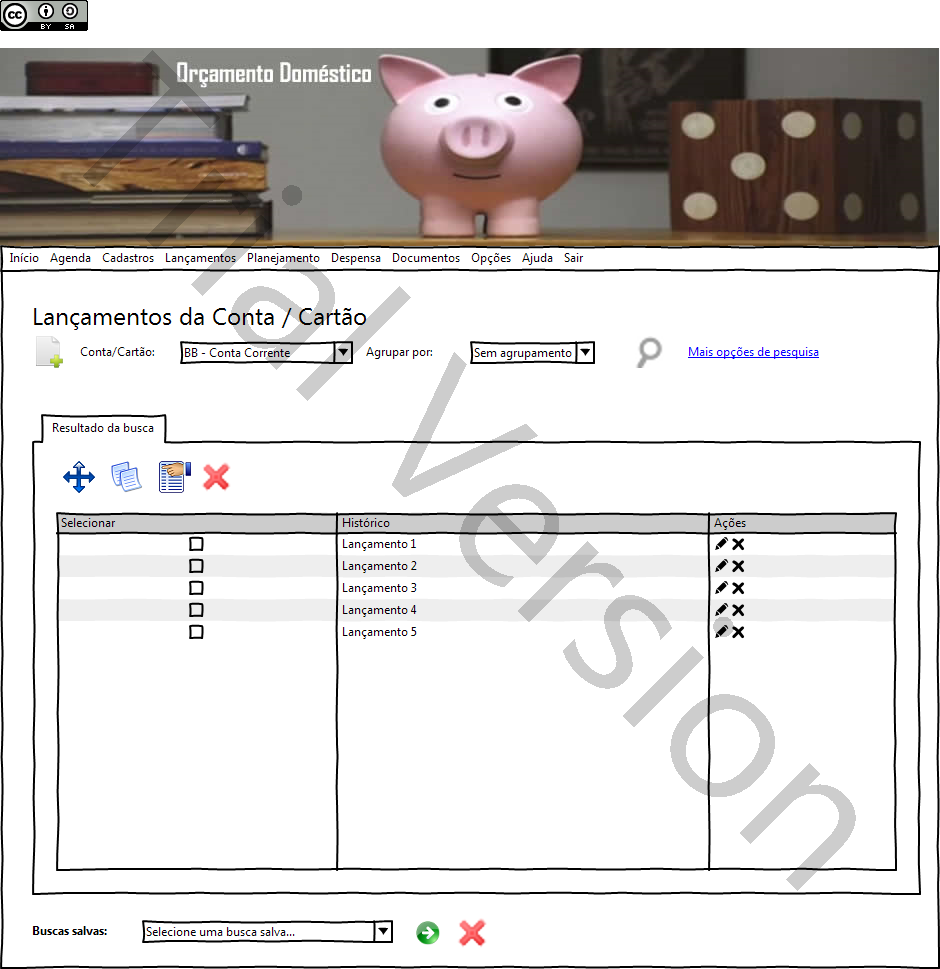 cc BY SA
Orçamento Doméstico
Início Agenda Cadastros Lançamentos Planejamento Despensa Documentos Opções Ajuda Sair
Lançamentos da Conta / Cartão
Conta/Cartão: BB - Conta Corrente Agrupar por: Sem agrupamento Mais opções de pesquisa
Resultado da busca
Selecionar Histórico Ações
Lançamento 1
Lançamento 2
Lançamento 3
Lançamento 4
Lançamento 5
Buscas salvas: Selecione uma busca salva...
Trial Version